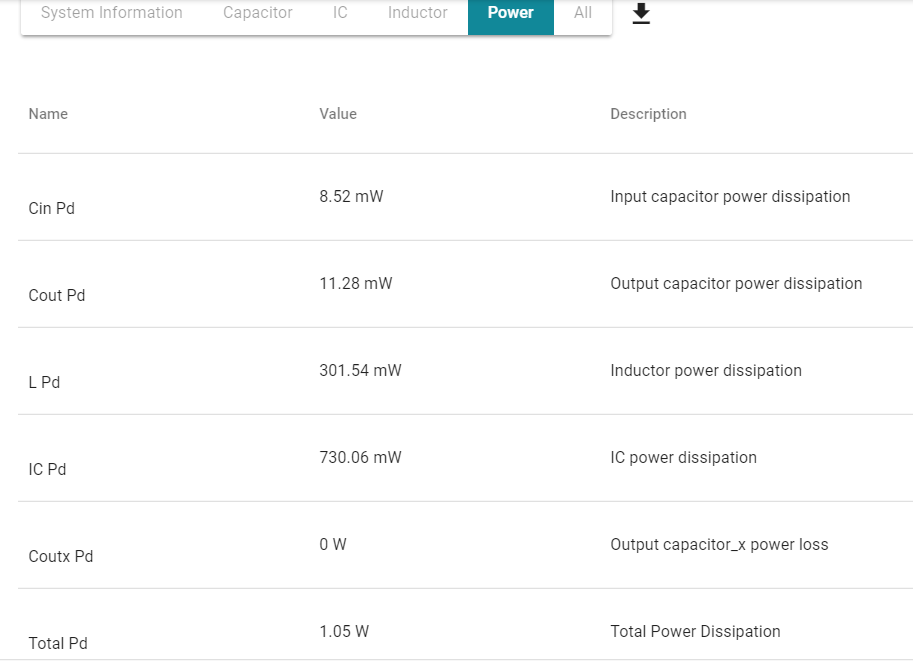 System Information Capacitor IC Inductor Power All
Name Value Description
Cin Pd 8.52 mW Input capacitor power dissipation
Cout Pd 11.28 mW Output capacitor power dissipation
L Pd 301.54 mW Inductor power dissipation
IC Pd 730.06 mW IC power dissipation
Coutx Pd 0 W Output capacitor_x power loss
Total Pd 1.05 W Total Power Dissipation